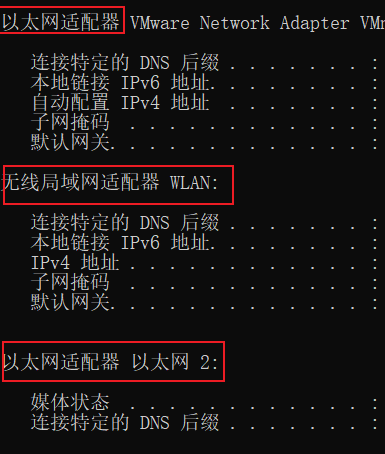 以太网适配器 VMware Network Adapter VMn
连接特定的 DNS 后缀 . . . . . . . :
本地链接 IPv6 地址. . . . . . . . :
自动配置 IPv4 地址 . . . . . . . :
子网掩码 . . . . . . . . . . . . :
默认网关. . . . . . . . . . . . . :
无线局域网适配器 WLAN:
连接特定的 DNS 后缀 . . . . . . . :
本地链接 IPv6 地址. . . . . . . . :
IPv4 地址 . . . . . . . . . . . . :
子网掩码 . . . . . . . . . . . . :
默认网关. . . . . . . . . . . . . :
以太网适配器 以太网 2:
媒体状态 . . . . . . . . . . . . :
连接特定的 DNS 后缀 . . . . . . . :